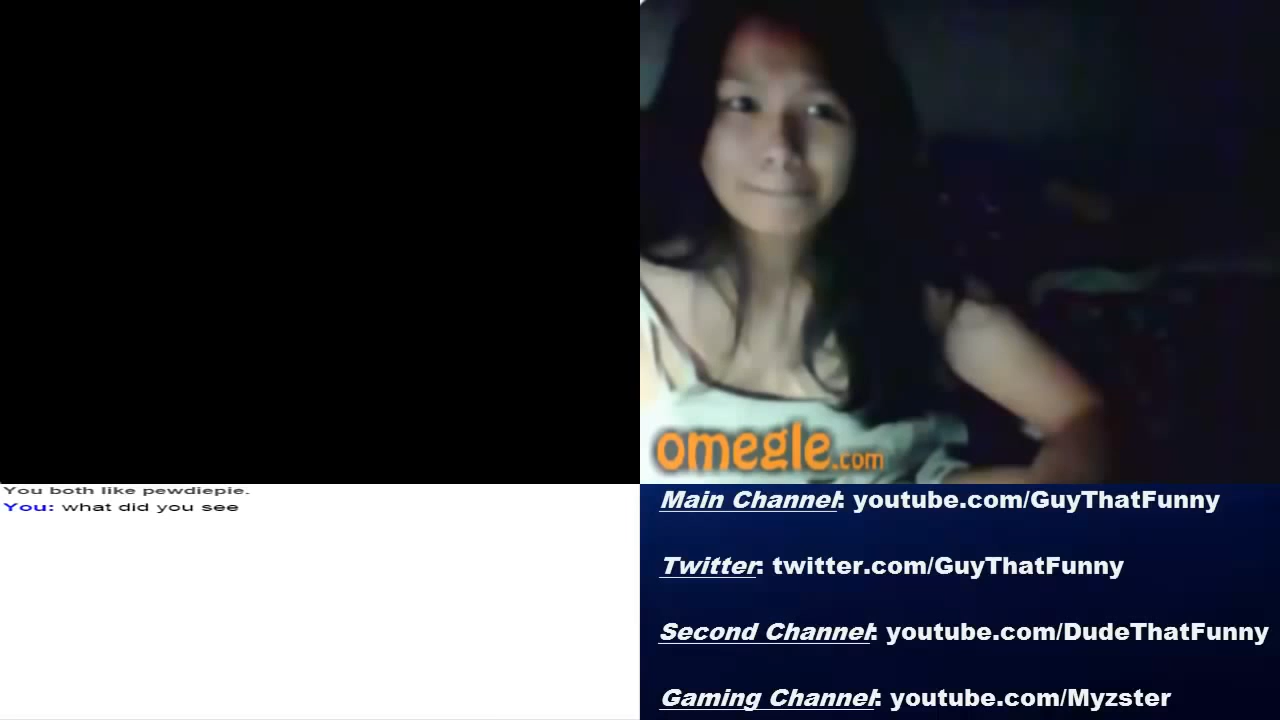 omegle.com
You both like pewdiepie.
You: what did you see
Main Channel: youtube.com/GuyThatFunny
Twitter: twitter.com/GuyThatFunny
Second Channel: youtube.com/DudeThatFunny
Gaming Channel: youtube.com/Myzster